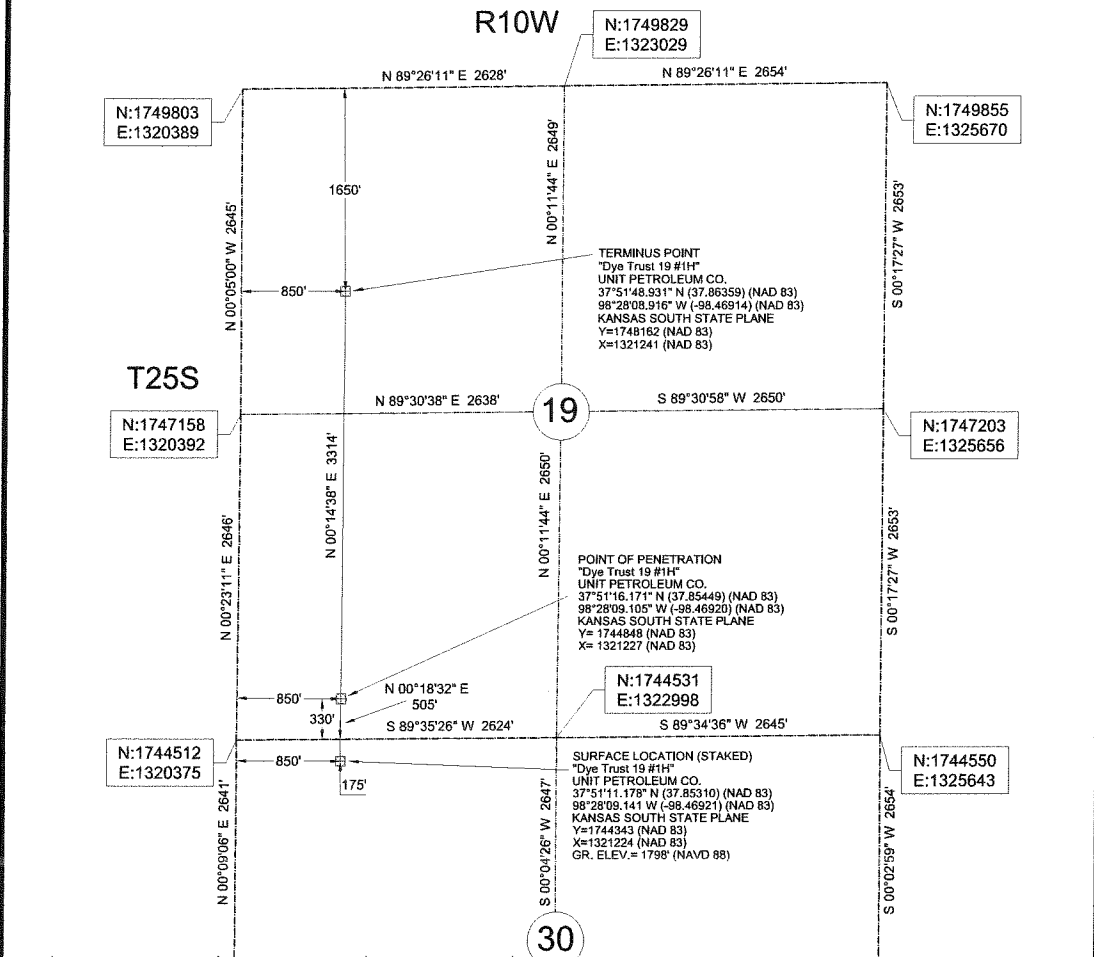 R10W
N:1749829
E:1323029
N 89°26'11" E 2628'
N 89°26'11" E 2654'
N:1749803
E:1320389
N:1749855
E:1325670
N 00°05'00" W 2645'
1650'
N 00°11'44" E 2649'
S 00°17'27" W 2653'
850'
TERMINUS POINT
"Dye Trust 19 #1H"
UNIT PETROLEUM CO.
37°51'48.931" N (37.86359) (NAD 83)
98°28'08.916" W (-98.46914) (NAD 83)
KANSAS SOUTH STATE PLANE
Y=1748162 (NAD 83)
X=1321241 (NAD 83)
T25S
N 89°30'38" E 2638'
19
S 89°30'58" W 2650'
N:1747158
E:1320392
N:1747203
E:1325656
N 00°23'11" E 2646'
N 00°14'38" E 3314'
N 00°11'44" E 2650'
S 00°17'27" W 2653'
POINT OF PENETRATION
"Dye Trust 19 #1H"
UNIT PETROLEUM CO.
37°51'16.171" N (37.85449) (NAD 83)
98°28'09.105" W (-98.46920) (NAD 83)
KANSAS SOUTH STATE PLANE
Y= 1744848 (NAD 83)
X= 1321227 (NAD 83)
850'
N 00°18'32" E
505'
330'
N:1744531
E:1322998
S 89°35'26" W 2624'
S 89°34'36" W 2645'
N:1744512
E:1320375
N:1744550
E:1325643
850'
175'
SURFACE LOCATION (STAKED)
"Dye Trust 19 #1H"
UNIT PETROLEUM CO.
37°51'11.178" N (37.85310) (NAD 83)
98°28'09.141 W (-98.46921) (NAD 83)
KANSAS SOUTH STATE PLANE
Y=1744343 (NAD 83)
X=1321224 (NAD 83)
GR. ELEV.= 1798' (NAVD 88)
N 00°09'06" E 2641'
S 00°04'26" W 2647'
S 00°02'59" W 2654'
30